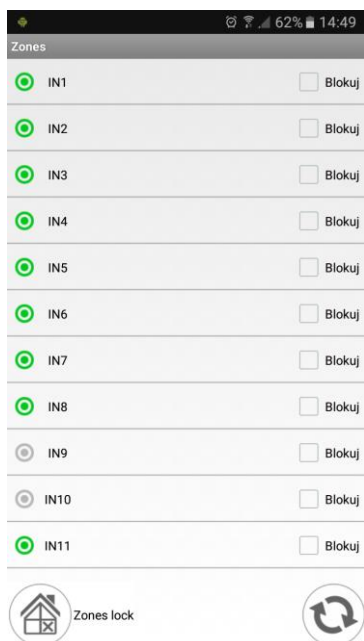 62% 14:49
Zones
IN1 Blokuj
IN2 Blokuj
IN3 Blokuj
IN4 Blokuj
IN5 Blokuj
IN6 Blokuj
IN7 Blokuj
IN8 Blokuj
IN9 Blokuj
IN10 Blokuj
IN11 Blokuj
Zones lock